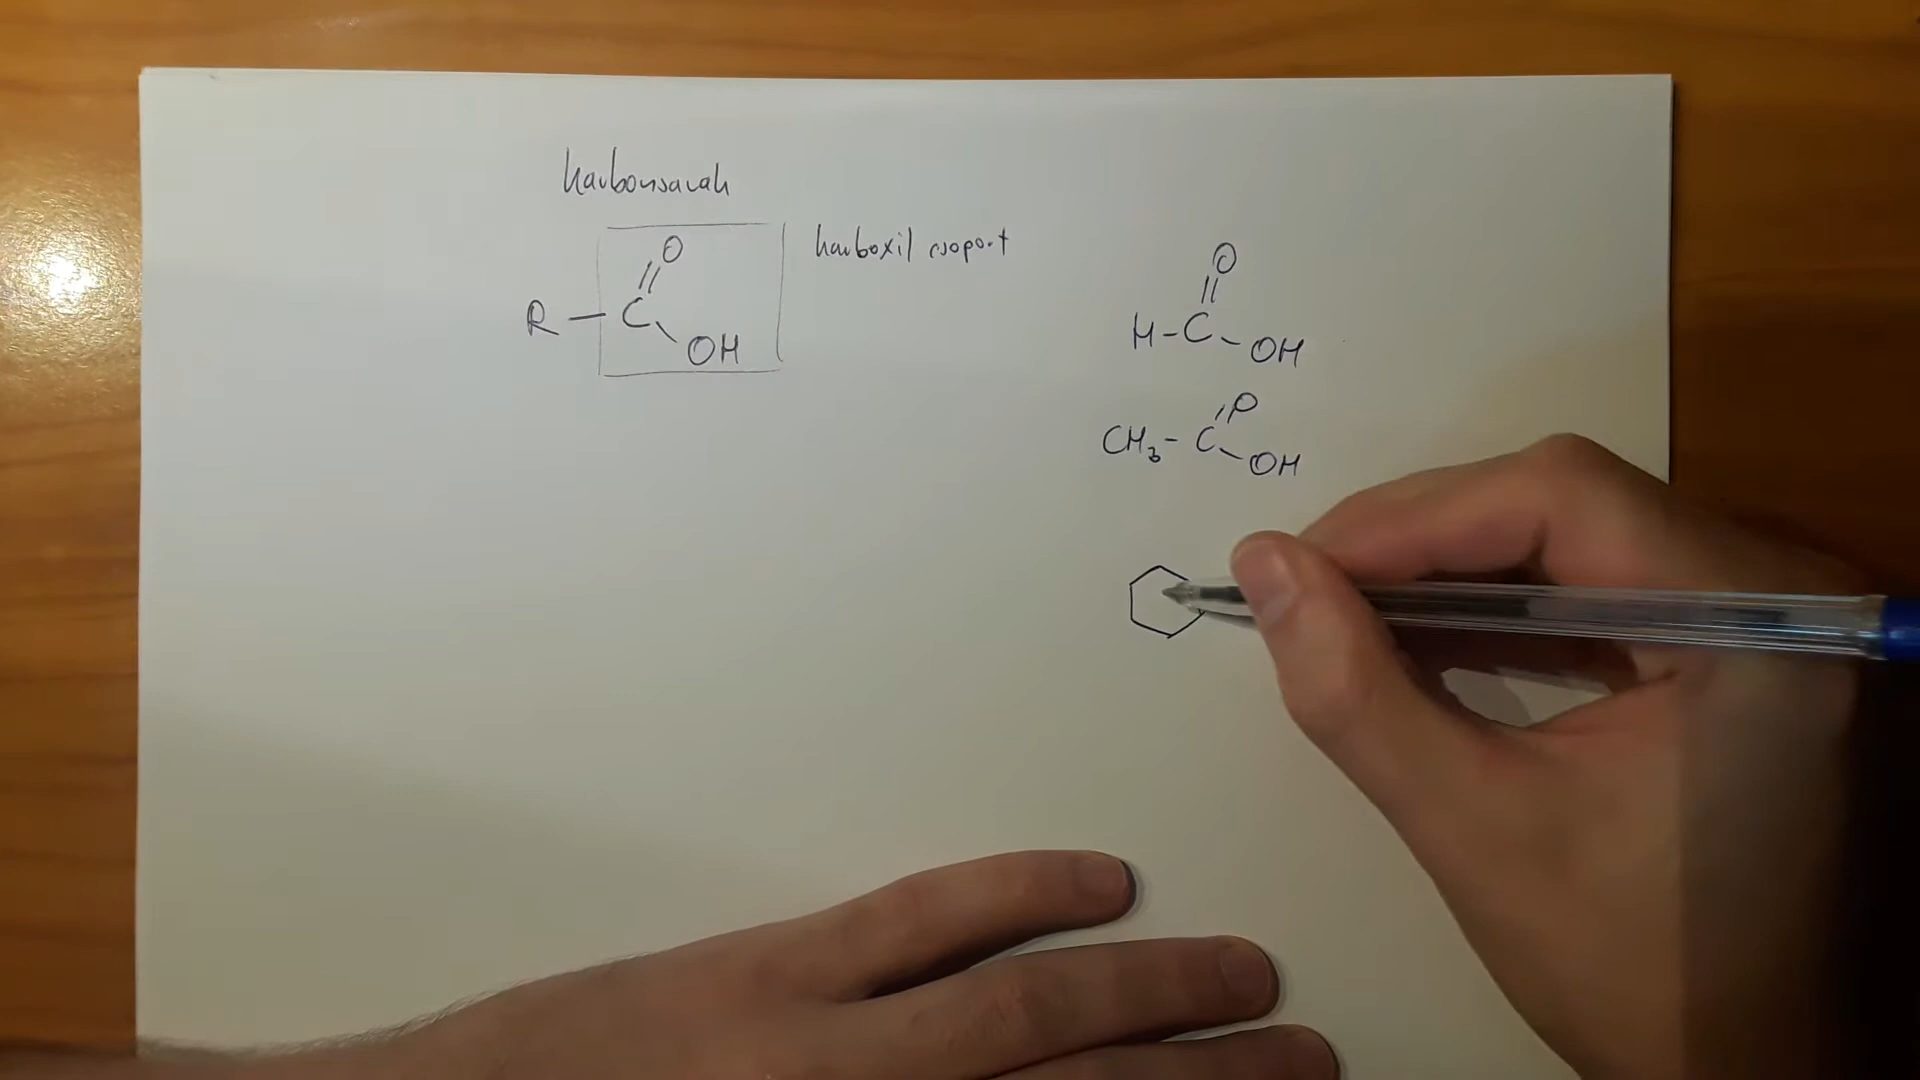 karbonsavak
karboxil csoport
O
R - C
OH
O
H - C - OH
O
CH3 - C
OH